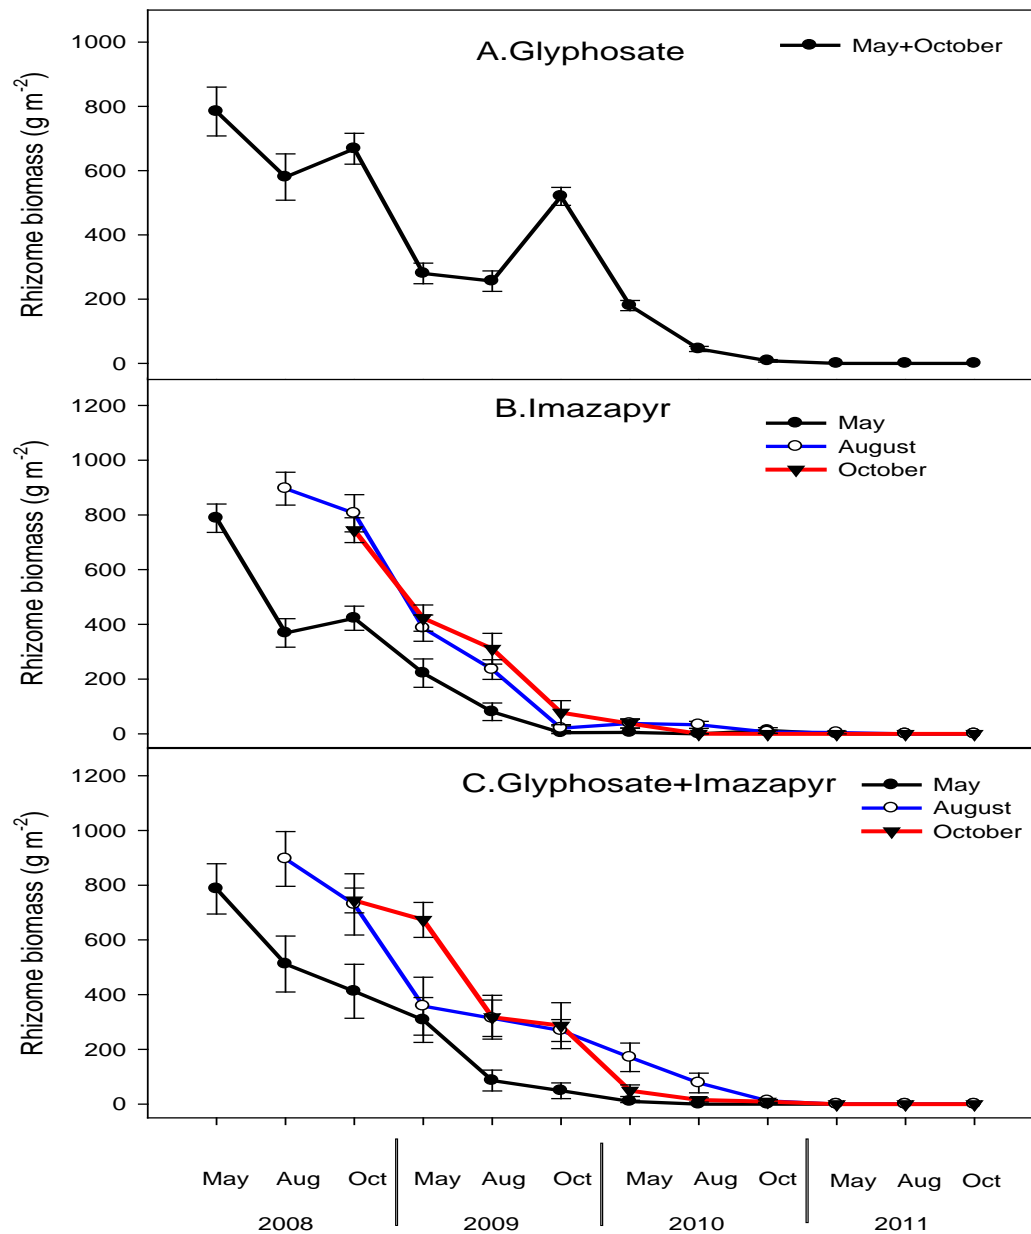 A.Glyphosate
May+October
Rhizome biomass (g m-2)
1000
800
600
400
200
0
B.Imazapyr
May
August
October
Rhizome biomass (g m-2)
1200
1000
800
600
400
200
0
C.Glyphosate+Imazapyr
May
August
October
Rhizome biomass (g m-2)
1200
1000
800
600
400
200
0
May Aug Oct May Aug Oct May Aug Oct May Aug Oct
2008 2009 2010 2011